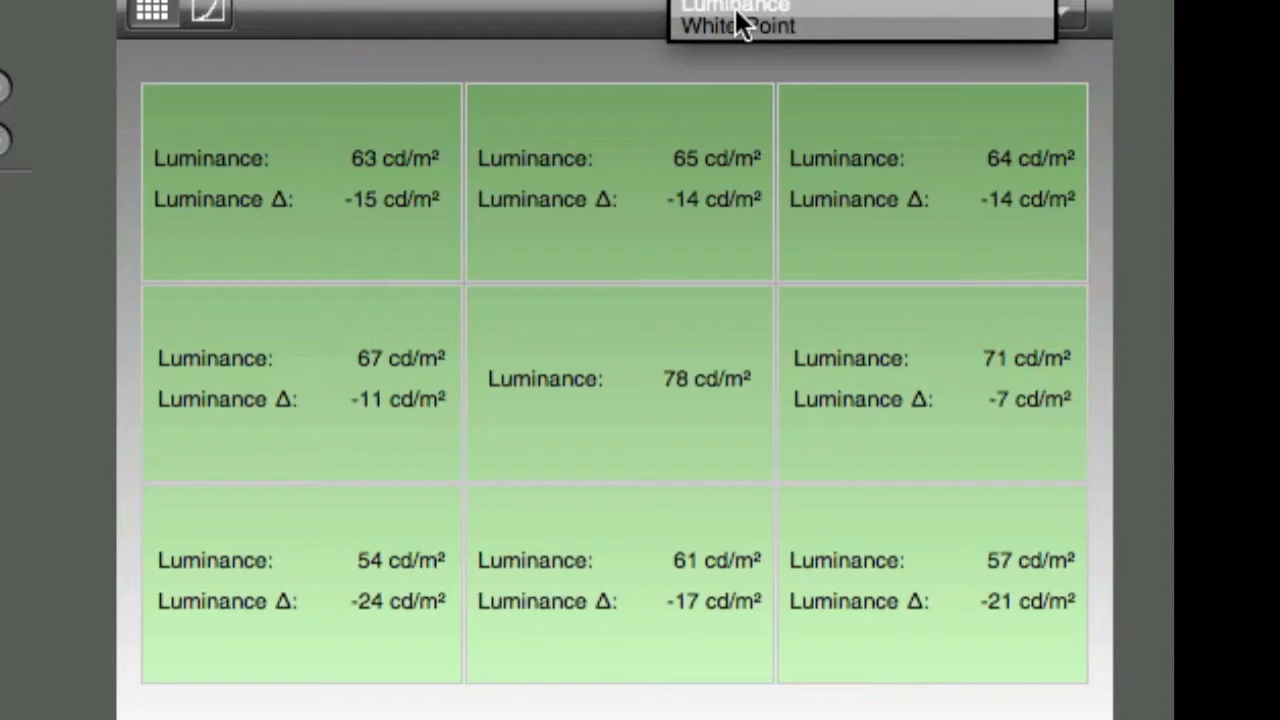 Luminance
White Point
Luminance: 63 cd/m²
Luminance Δ: -15 cd/m²
Luminance: 65 cd/m²
Luminance Δ: -14 cd/m²
Luminance: 64 cd/m²
Luminance Δ: -14 cd/m²
Luminance: 67 cd/m²
Luminance Δ: -11 cd/m²
Luminance: 78 cd/m²
Luminance: 71 cd/m²
Luminance Δ: -7 cd/m²
Luminance: 54 cd/m²
Luminance Δ: -24 cd/m²
Luminance: 61 cd/m²
Luminance Δ: -17 cd/m²
Luminance: 57 cd/m²
Luminance Δ: -21 cd/m²